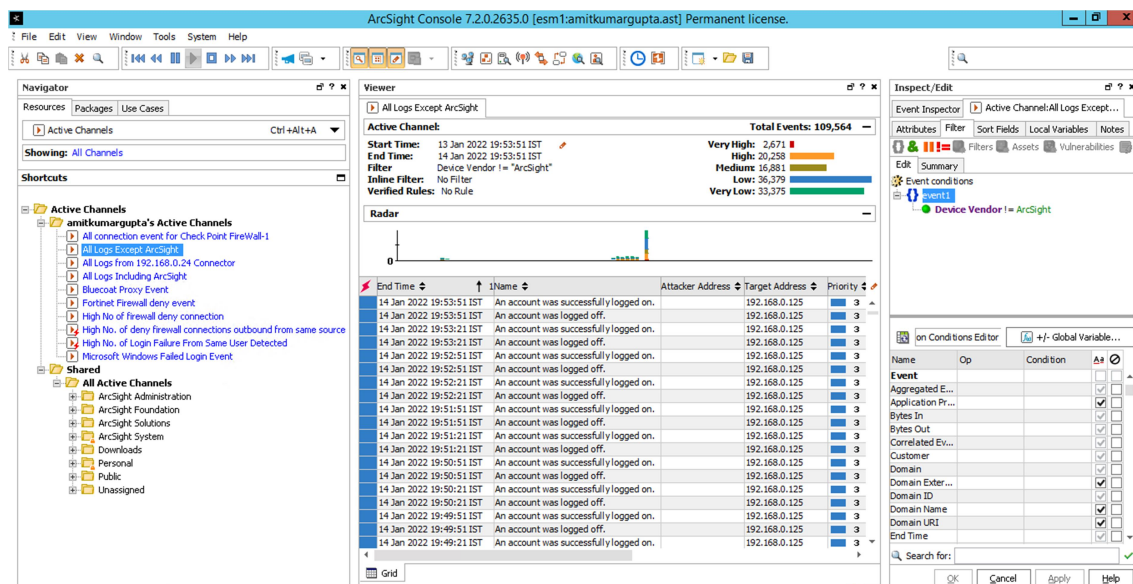 ArcSight Console 7.2.0.2635.0 [esm1:amitkumargupta.ast] Permanent license.
File Edit View Window Tools System Help
Navigator
Resources Packages Use Cases
Active Channels Ctrl+Alt+A
Showing: All Channels
Shortcuts
Active Channels
amitkumargupta's Active Channels
All connection event for Check Point FireWall-1
All Logs Except ArcSight
All Logs from 192.168.0.24 Connector
All Logs Including ArcSight
Bluecoat Proxy Event
Fortinet Firewall deny event
High No of firewall deny connection
High No. of deny firewall connections outbound from same source
High No. of Login Failure From Same User Detected
Microsoft Windows Failed Login Event
Shared
All Active Channels
ArcSight Administration
ArcSight Foundation
ArcSight Solutions
ArcSight System
Downloads
Personal
Public
Unassigned
Viewer
All Logs Except ArcSight
Active Channel: Total Events: 109,564
Start Time: 13 Jan 2022 19:53:51 IST
End Time: 14 Jan 2022 19:53:51 IST
Filter Device Vendor != "ArcSight"
Inline Filter: No Filter
Verified Rules: No Rule
Very High: 2,671
High: 20,258
Medium: 16,881
Low: 36,379
Very Low: 33,375
Radar
0
End Time 1 Name Attacker Address Target Address Priority
14 Jan 2022 19:53:51 IST An account was successfully logged on. 192.168.0.125 3
14 Jan 2022 19:53:51 IST An account was logged off. 192.168.0.125 3
14 Jan 2022 19:53:21 IST An account was successfully logged on. 192.168.0.125 3
14 Jan 2022 19:53:21 IST An account was logged off. 192.168.0.125 3
14 Jan 2022 19:52:51 IST An account was successfully logged on. 192.168.0.125 3
14 Jan 2022 19:52:51 IST An account was logged off. 192.168.0.125 3
14 Jan 2022 19:52:21 IST An account was successfully logged on. 192.168.0.125 3
14 Jan 2022 19:52:21 IST An account was logged off. 192.168.0.125 3
14 Jan 2022 19:51:51 IST An account was successfully logged on. 192.168.0.125 3
14 Jan 2022 19:51:51 IST An account was logged off. 192.168.0.125 3
14 Jan 2022 19:51:21 IST An account was successfully logged on. 192.168.0.125 3
14 Jan 2022 19:51:21 IST An account was logged off. 192.168.0.125 3
14 Jan 2022 19:50:51 IST An account was successfully logged on. 192.168.0.125 3
14 Jan 2022 19:50:51 IST An account was logged off. 192.168.0.125 3
14 Jan 2022 19:50:21 IST An account was successfully logged on. 192.168.0.125 3
14 Jan 2022 19:50:21 IST An account was logged off. 192.168.0.125 3
14 Jan 2022 19:49:51 IST An account was successfully logged on. 192.168.0.125 3
14 Jan 2022 19:49:51 IST An account was logged off. 192.168.0.125 3
14 Jan 2022 19:49:21 IST An account was successfully logged on. 192.168.0.125 3
Grid
Inspect/Edit
Event Inspector Active Channel:All Logs Except...
Attributes Filter Sort Fields Local Variables Notes
Filters Assets Vulnerabilities
Edit Summary
Event conditions
event1
Device Vendor != ArcSight
on Conditions Editor +/- Global Variable...
Name Op Condition Aa
Event
Aggregated E...
Application Pr...
Bytes In
Bytes Out
Correlated Ev...
Customer
Domain
Domain Exter...
Domain ID
Domain Name
Domain URI
End Time
Search for:
OK Cancel Apply Help